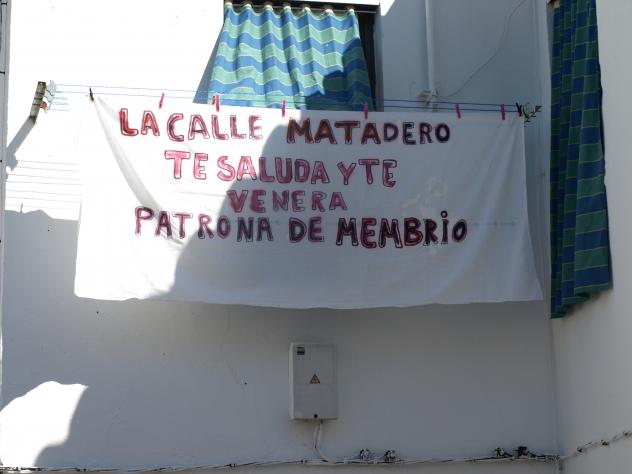 LA CALLE MATADERO
TE SALUDA Y TE
VENERA
PATRONA DE MEMBRIO